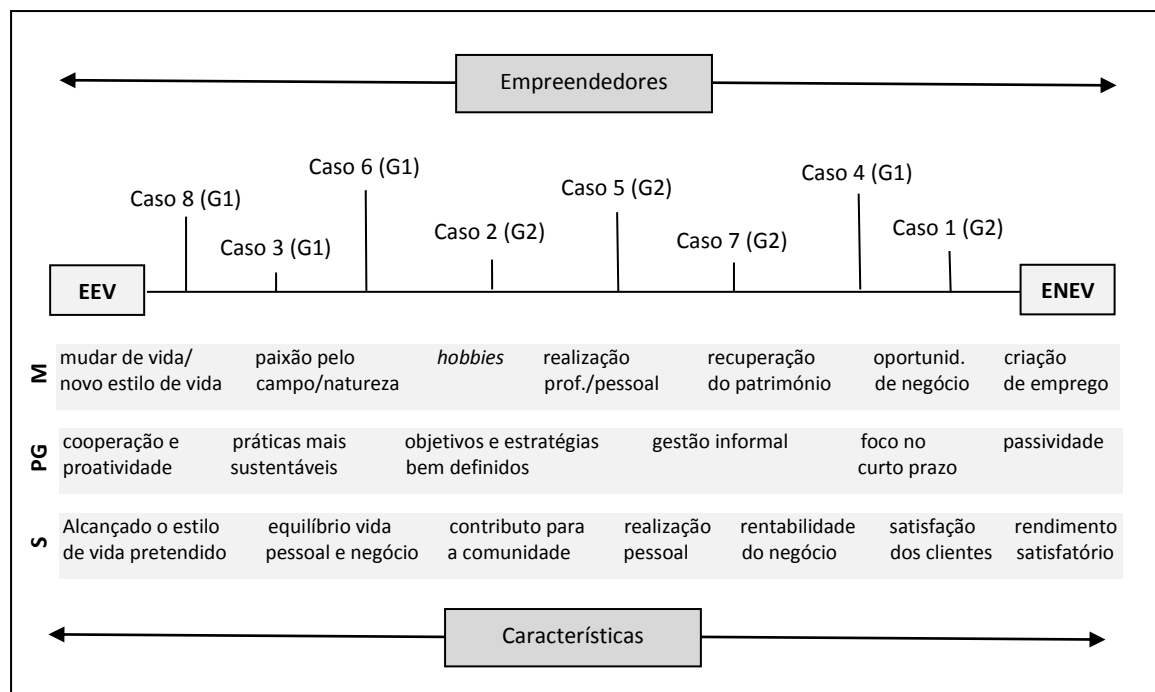 Empreendedores
Caso 6 (G1)
Caso 4 (G1)
Caso 8 (G1)
Caso 5 (G2)
Caso 3 (G1)
Caso 2 (G2)
Caso 7 (G2)
Caso 1 (G2)
EEV
ENEV
M
mudar de vida/
novo estilo de vida
paixão pelo
campo/natureza
hobbies
realização
prof./pessoal
recuperação
do património
oportunid.
de negócio
criação
de emprego
PG
cooperação e
proatividade
práticas mais
sustentáveis
objetivos e estratégias
bem definidos
gestão informal
foco no
curto prazo
passividade
S
Alcançado o estilo
de vida pretendido
equilíbrio vida
pessoal e negócio
contributo para
a comunidade
realização
pessoal
rentabilidade
do negócio
satisfação
dos clientes
rendimento
satisfatório
Característicias